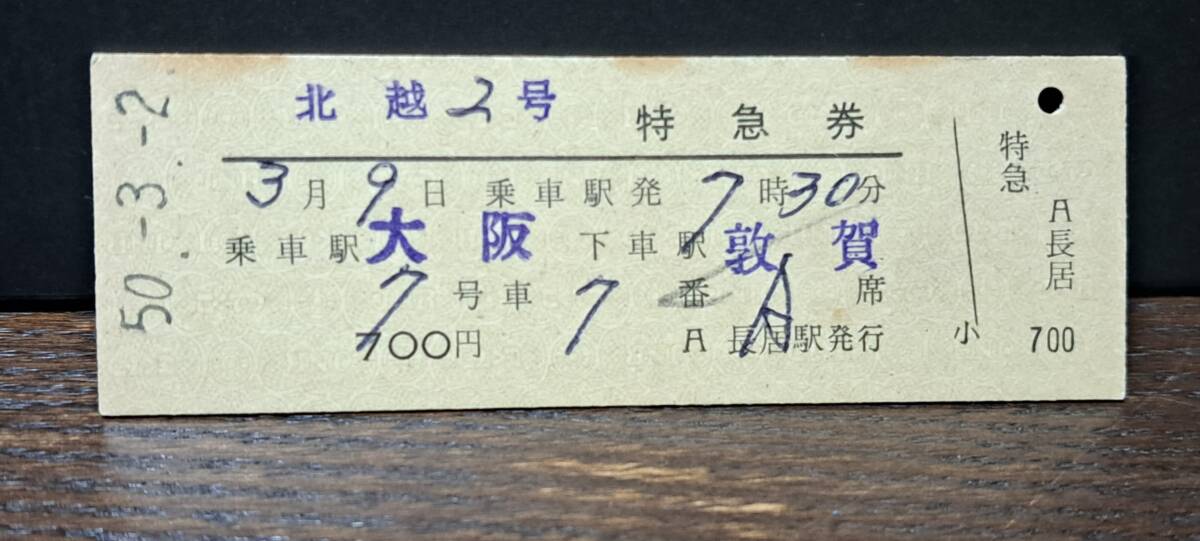 50.-3.-2
北越2号 特急券
3月9日 乗車駅発7時30分
乗車駅 大阪 下車駅 敦賀
7号車 7番A席
700円 A 長居駅発行
小
特急
A長居
700